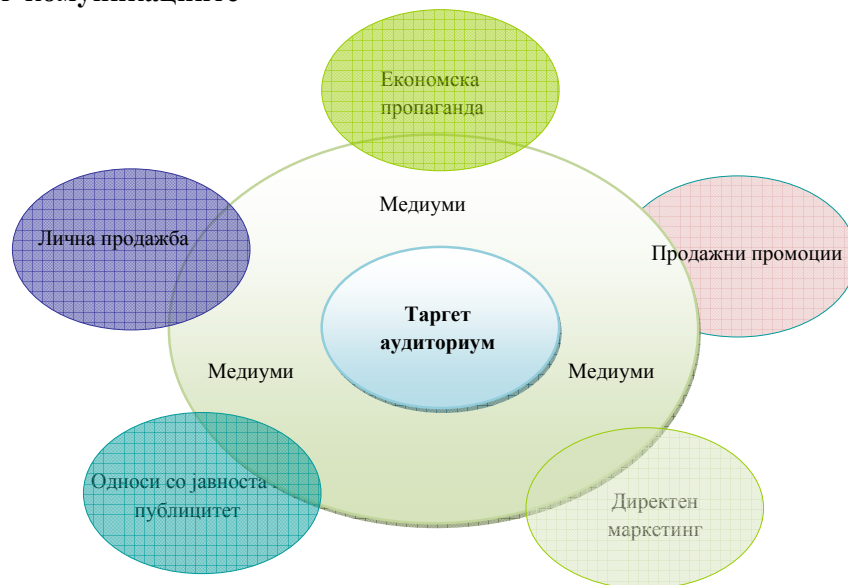 комуникациите
Економска
пропаганда
Медиуми
Лична продажба
Продажни промоции
Таргет
аудиториум
Медиуми
Медиуми
Односи со јавноста
публицитет
Директен
маркетинг